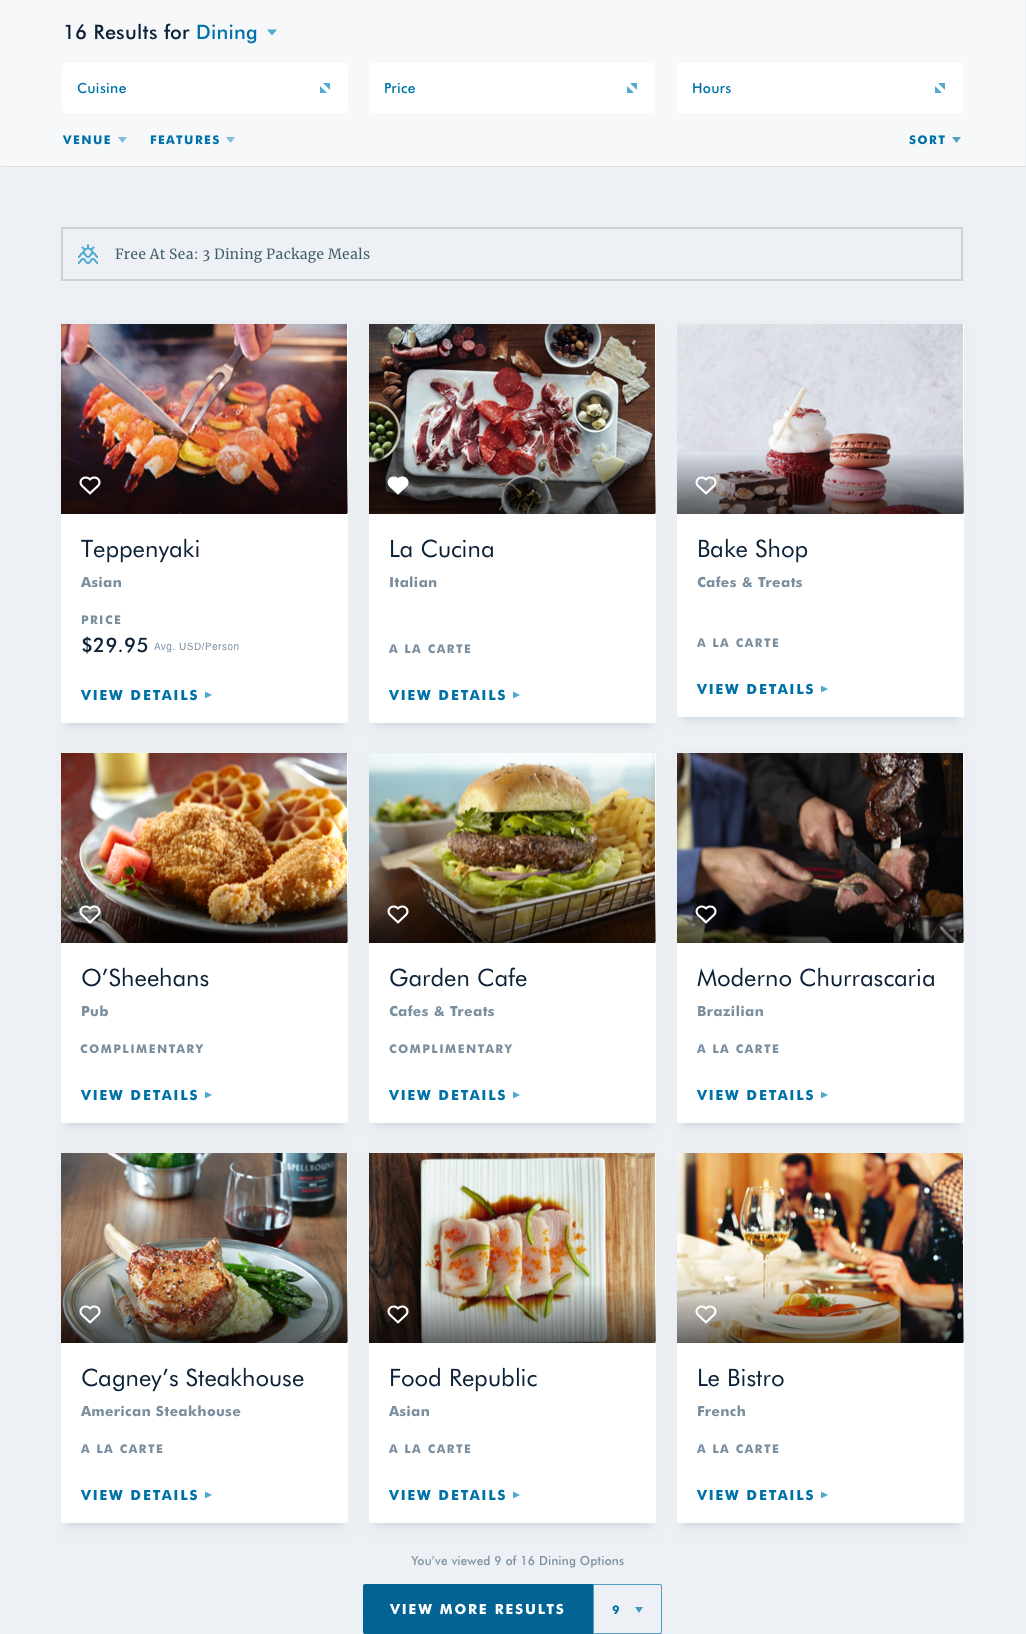 16 Results for Dining
Cuisine
Price
Hours
VENUE
FEATURES
SORT
Free At Sea: 3 Dining Package Meals
Teppenyaki
Asian
PRICE
$29.95 Avg. USD/Person
VIEW DETAILS
La Cucina
Italian
A LA CARTE
VIEW DETAILS
Bake Shop
Cafes & Treats
A LA CARTE
VIEW DETAILS
O’Sheehans
Pub
COMPLIMENTARY
VIEW DETAILS
Garden Cafe
Cafes & Treats
COMPLIMENTARY
VIEW DETAILS
Moderno Churrascaria
Brazilian
A LA CARTE
VIEW DETAILS
SPELLBOUND
Cagney’s Steakhouse
American Steakhouse
A LA CARTE
VIEW DETAILS
Food Republic
Asian
A LA CARTE
VIEW DETAILS
Le Bistro
French
A LA CARTE
VIEW DETAILS
You’ve viewed 9 of 16 Dining Options
VIEW MORE RESULTS
9